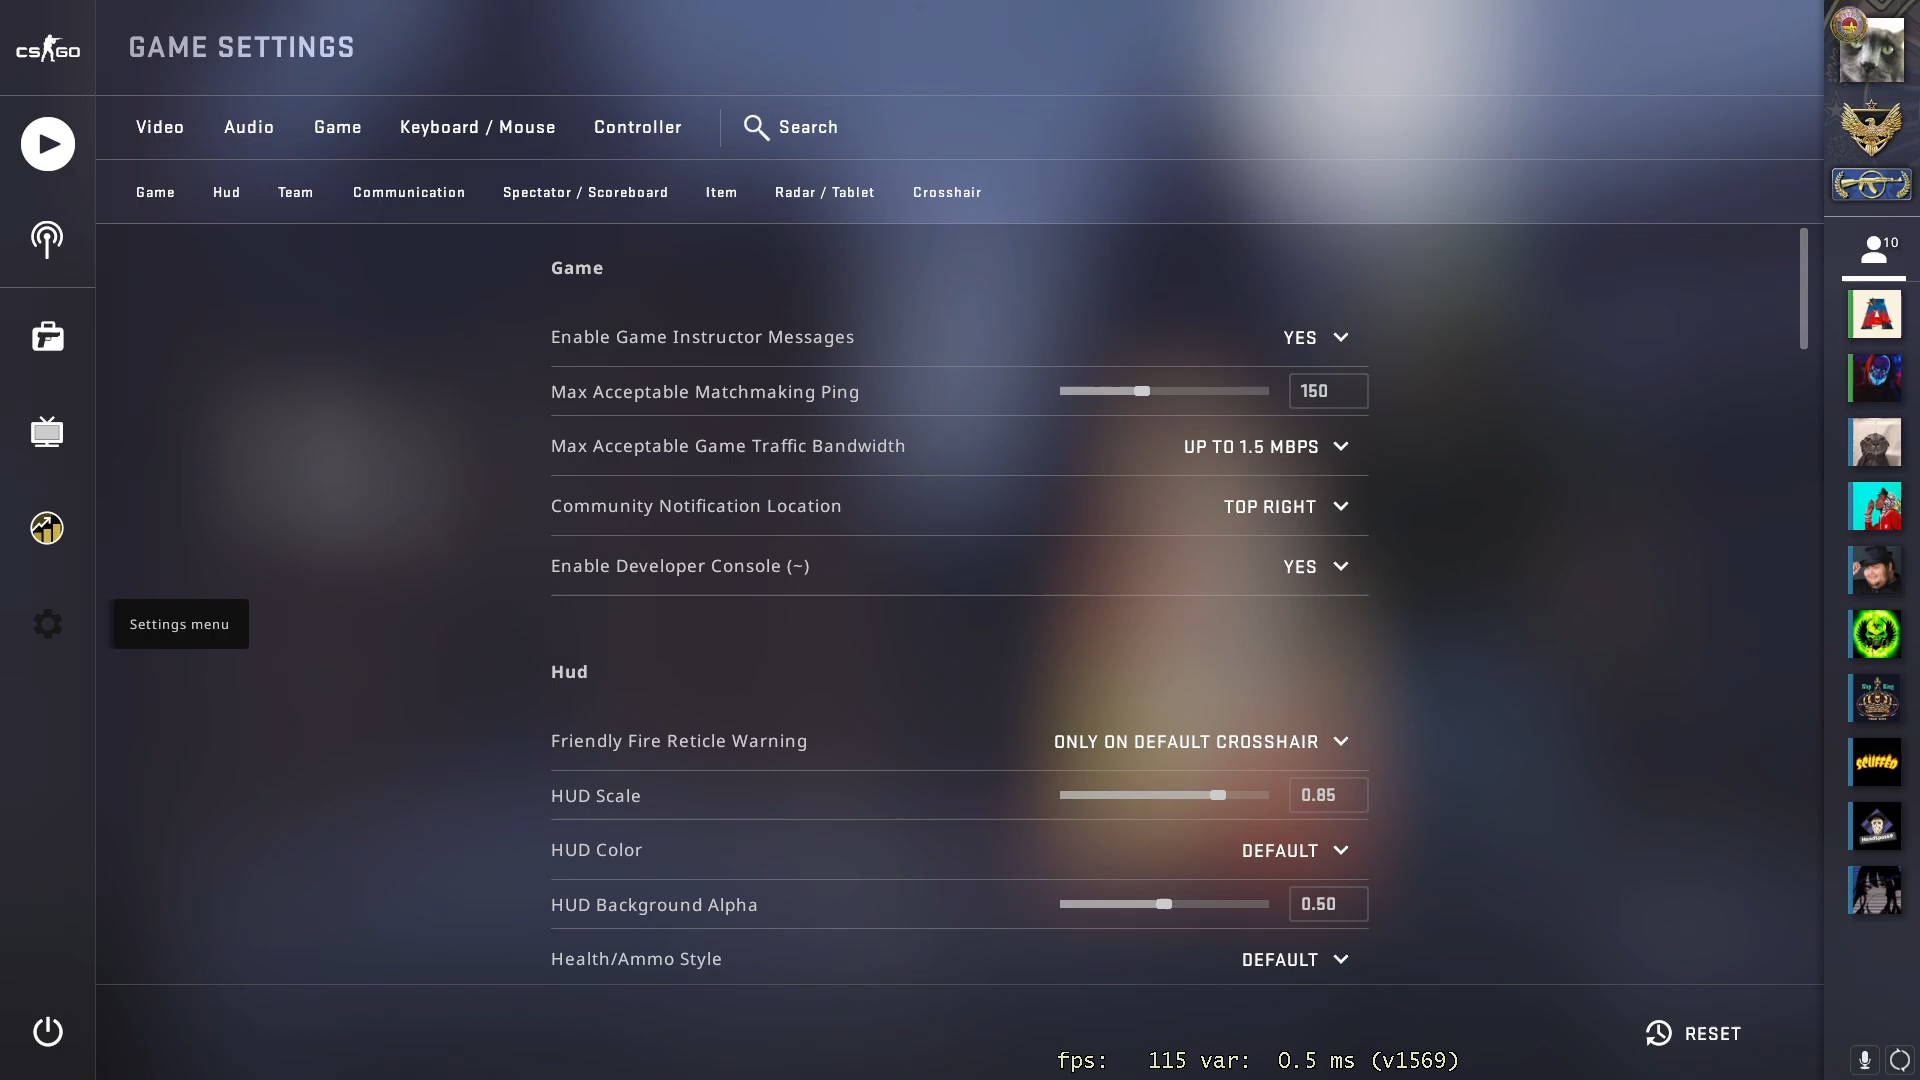 CS GO
GAME SETTINGS
Video Audio Game Keyboard / Mouse Controller Search
Game Hud Team Communication Spectator / Scoreboard Item Radar / Tablet Crosshair
10
Game
Enable Game Instructor Messages YES
Max Acceptable Matchmaking Ping 150
Max Acceptable Game Traffic Bandwidth UP TO 1.5 MBPS
Community Notification Location TOP RIGHT
Enable Developer Console (~) YES
Settings menu
Hud
Friendly Fire Reticle Warning ONLY ON DEFAULT CROSSHAIR
HUD Scale 0.85
HUD Color DEFAULT
HUD Background Alpha 0.50
Health/Ammo Style DEFAULT
A
SCUFFED
RESET
fps: 115 var: 0.5 ms (v1569)